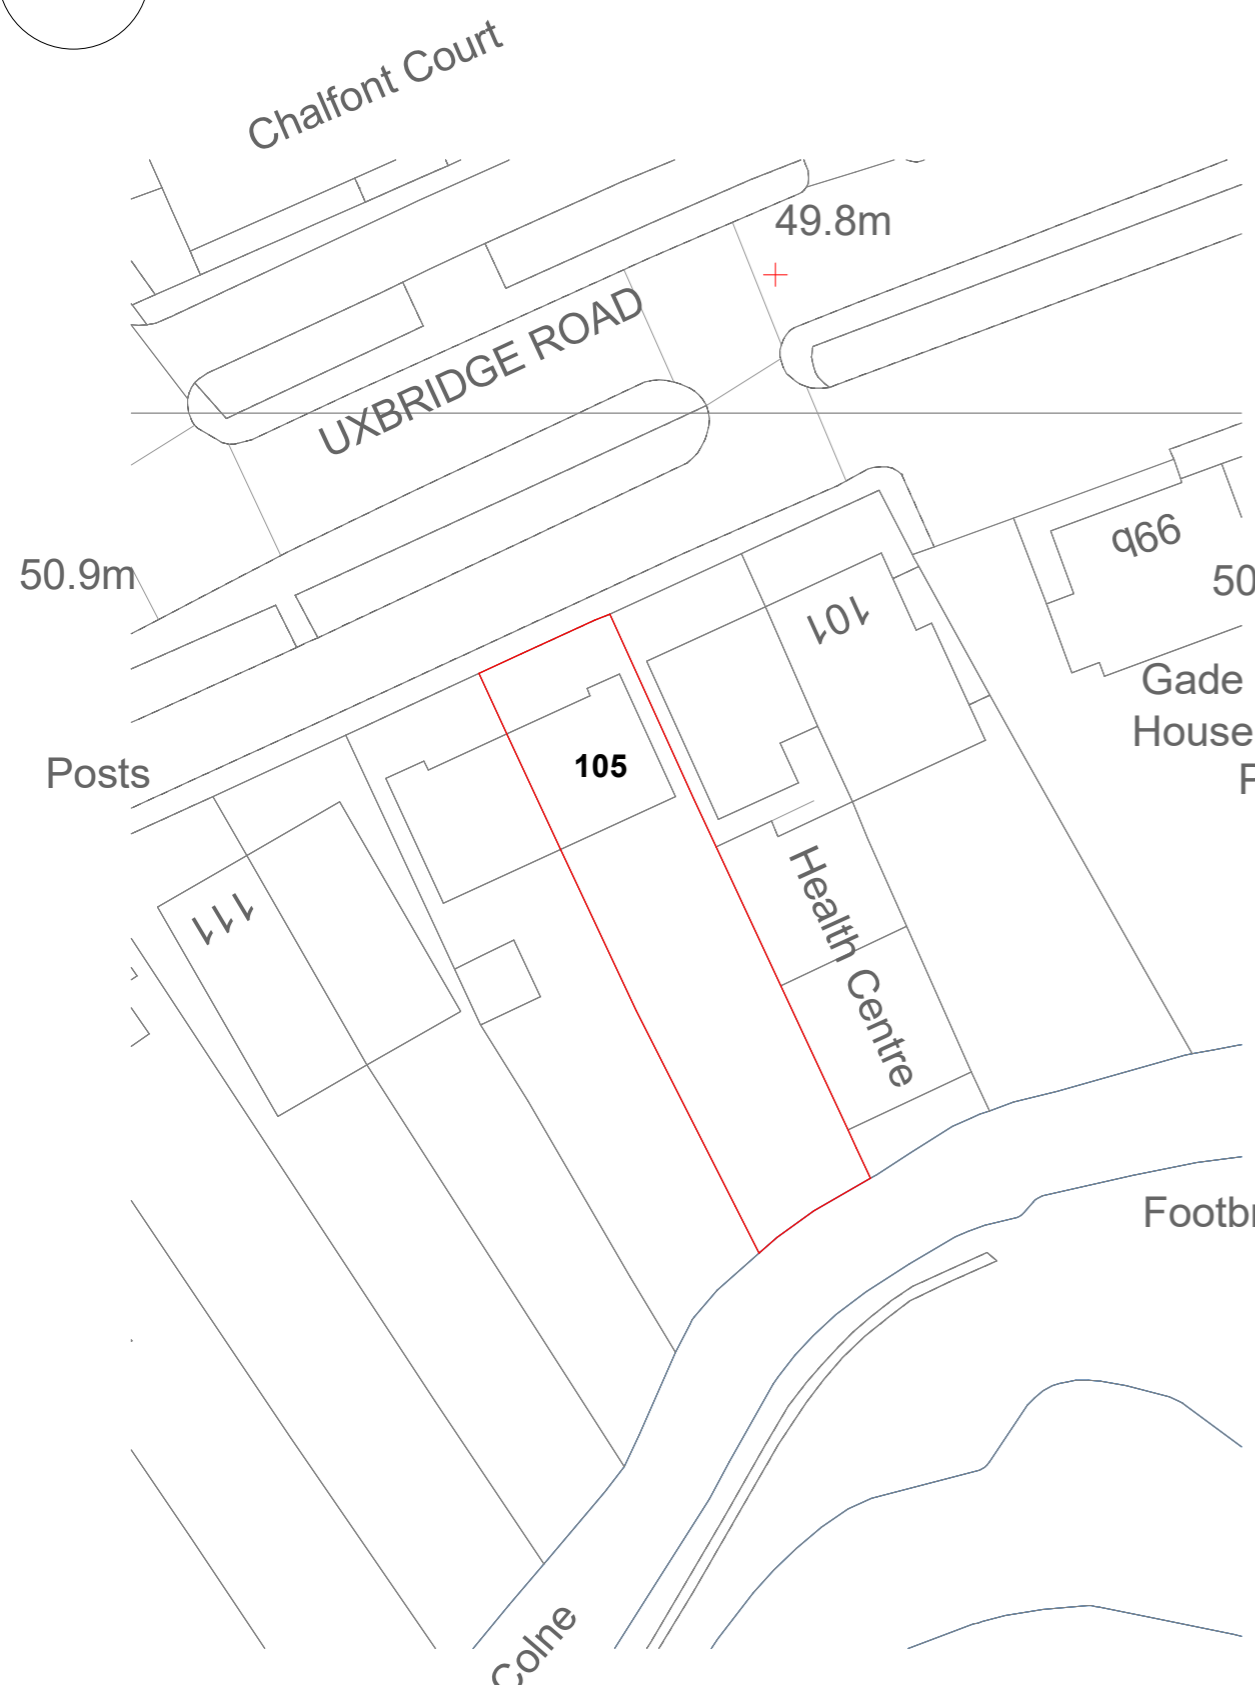 Chalfont Court
49.8m
UXBRIDGE ROAD
50.9m
99b
50
101
Gade
House
P
105
Posts
111
Health Centre
Footbr
Colne